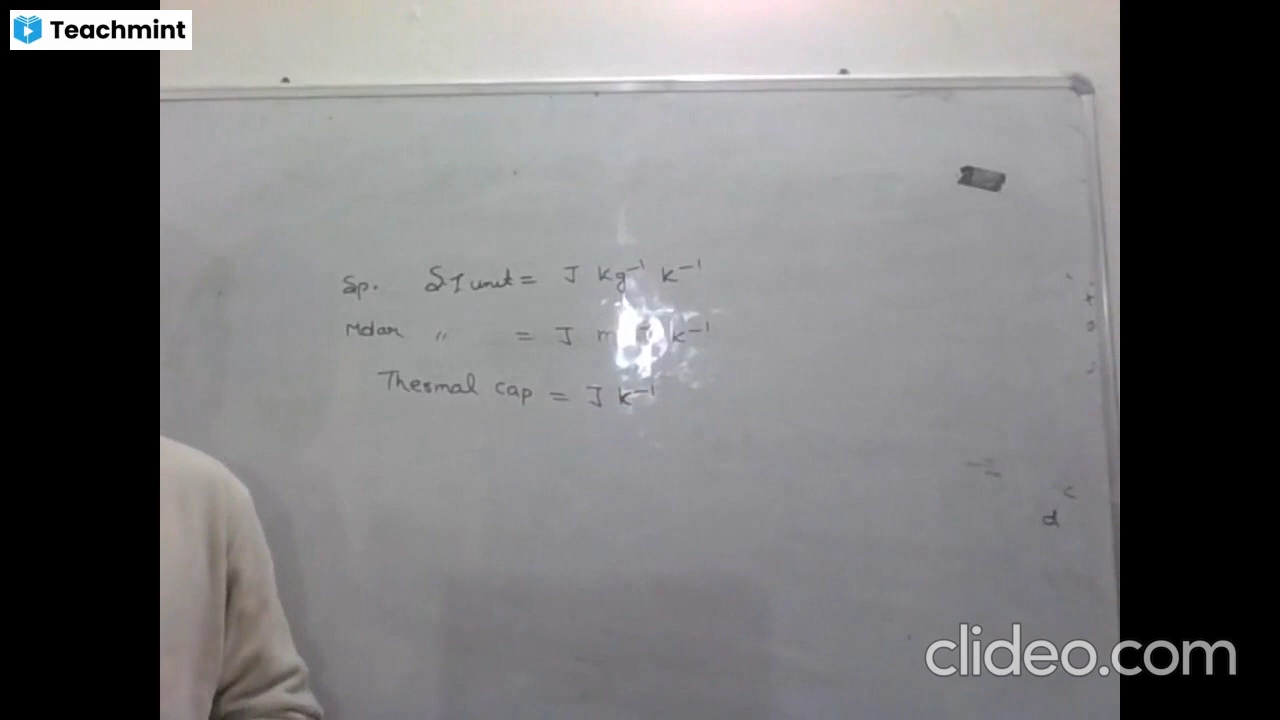 Teachmint
Sp. SI unit = J Kg⁻¹ K⁻¹
Molar " = J K⁻¹
Thermal cap = J K⁻¹
d
clideo.com